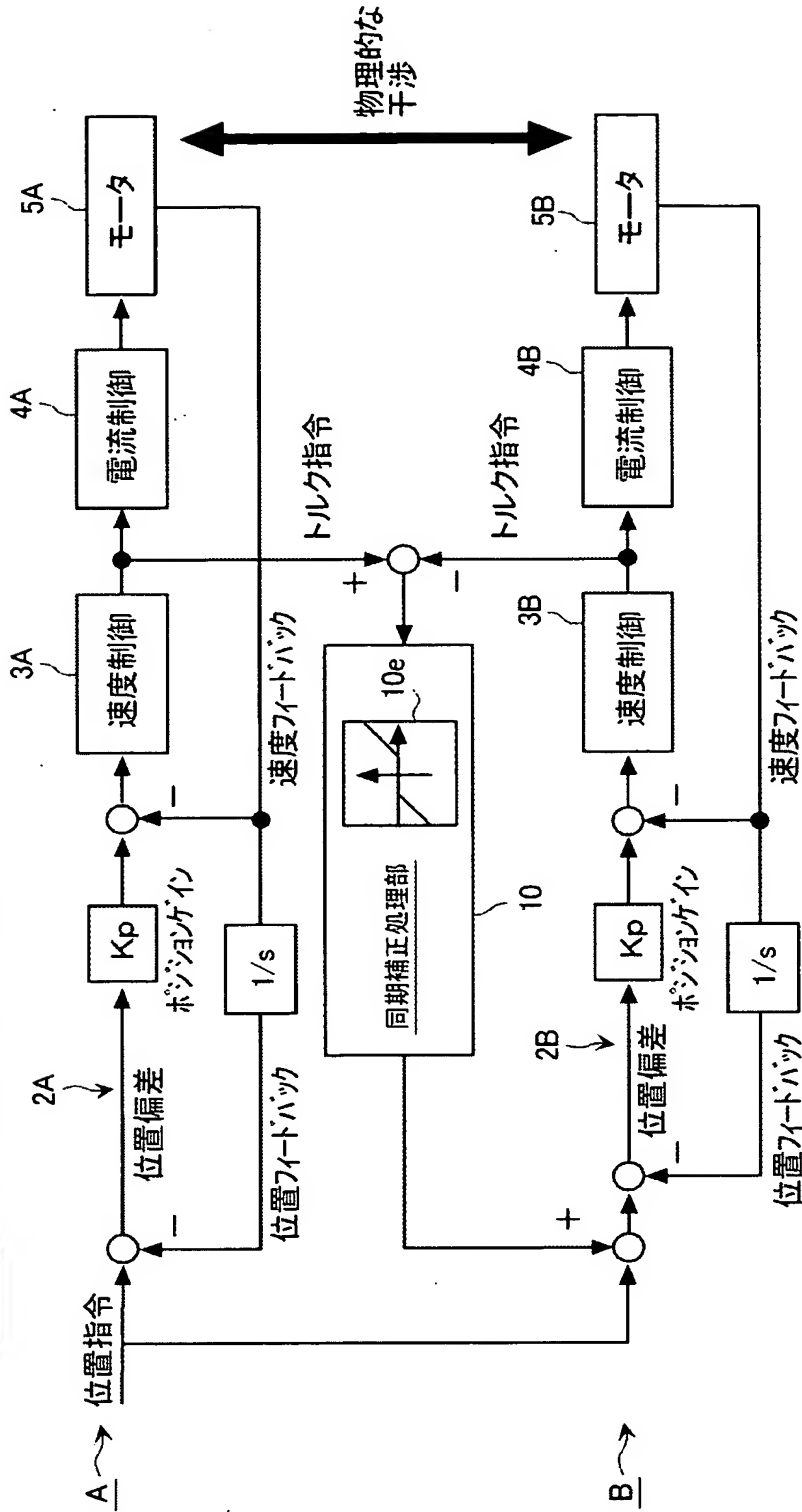 A
位置指令
−
位置偏差
2A
Kp
ポジションゲイン
−
速度制御
3A
電流制御
4A
モータ
5A
1/s
位置フィードバック
速度フィードバック
トルク指令
物理的な
干渉
+
−
同期補正処理部
10e
10
トルク指令
B
+
−
位置偏差
2B
Kp
ポジションゲイン
−
速度制御
3B
電流制御
4B
モータ
5B
1/s
位置フィードバック
速度フィードバック